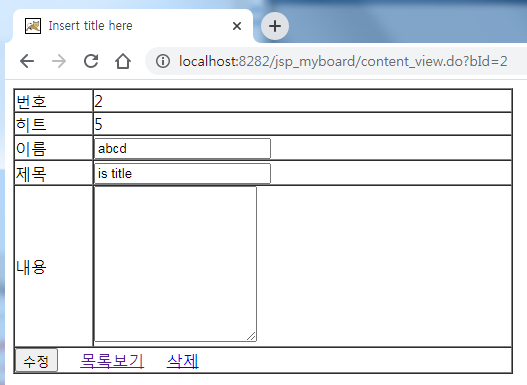 Insert title here
localhost:8282/jsp_myboard/content_view.do?bId=2
번호 2
히트 5
이름 abcd
제목 is title
내용
수정 목록보기 삭제